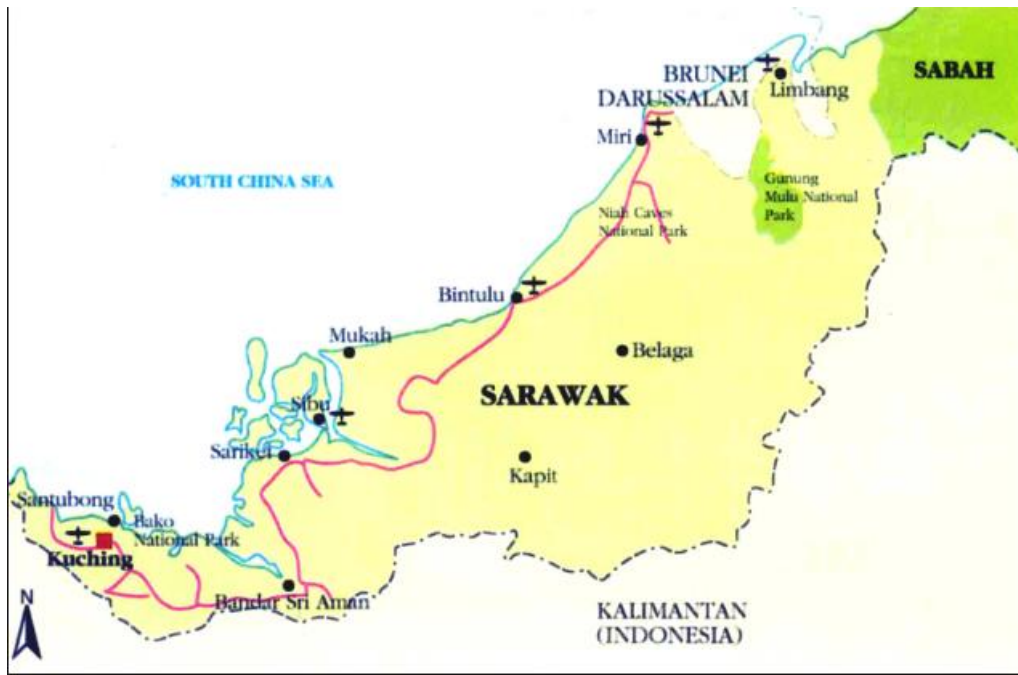 SABAH
BRUNEI
DARUSSALAM
Limbang
Miri
SOUTH CHINA SEA
Gunung
Mulu National
Park
Niah Caves
National Park
Bintulu
Mukah
Belaga
SARAWAK
Sibu
Sarikei
Kapit
Santubong
Bako
National Park
Kuching
Bandar Sri Aman
N
KALIMANTAN
(INDONESIA)